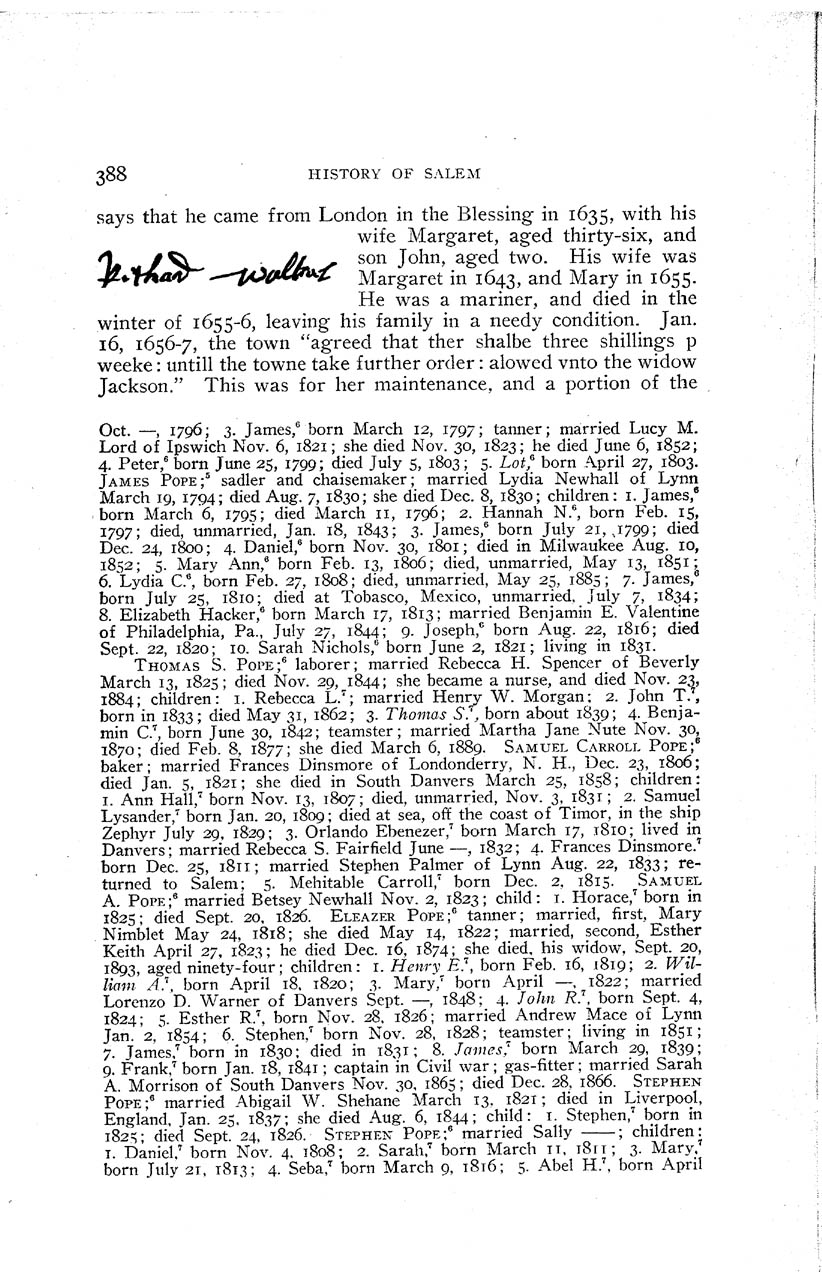 388 HISTORY OF SALEM
says that he came from London in the Blessing in 1635, with his
wife Margaret, aged thirty-six, and
son John, aged two. His wife was
Margaret in 1643, and Mary in 1655.
He was a mariner, and died in the
winter of 1655-6, leaving his family in a needy condition. Jan.
16, 1656-7, the town "agreed that ther shalbe three shillings p
weeke: untill the towne take further order: alowed vnto the widow
Jackson." This was for her maintenance, and a portion of the
Oct. —, 1796; 3. James,⁶ born March 12, 1797; tanner; married Lucy M.
Lord of Ipswich Nov. 6, 1821; she died Nov. 30, 1823; he died June 6, 1852;
4. Peter,⁶ born June 25, 1799; died July 5, 1803; 5. Lot,⁶ born April 27, 1803.
JAMES POPE;⁵ sadler and chaisemaker; married Lydia Newhall of Lynn
March 19, 1794; died Aug. 7, 1830; she died Dec. 8, 1830; children: 1. James,⁶
born March 6, 1795; died March 11, 1796; 2. Hannah N.⁶, born Feb. 15,
1797; died, unmarried, Jan. 18, 1843; 3. James,⁶ born July 21, 1799; died
Dec. 24, 1800; 4. Daniel,⁶ born Nov. 30, 1801; died in Milwaukee Aug. 10,
1852; 5. Mary Ann,⁶ born Feb. 13, 1806; died, unmarried, May 13, 1851;
6. Lydia C.⁶, born Feb. 27, 1808; died, unmarried, May 25, 1885; 7. James,⁶
born July 25, 1810; died at Tobasco, Mexico, unmarried, July 7, 1834;
8. Elizabeth Hacker,⁶ born March 17, 1813; married Benjamin E. Valentine
of Philadelphia, Pa., July 27, 1844; 9. Joseph,⁶ born Aug. 22, 1816; died
Sept. 22, 1820; 10. Sarah Nichols,⁶ born June 2, 1821; living in 1831.
THOMAS S. POPE;⁶ laborer; married Rebecca H. Spencer of Beverly
March 13, 1825; died Nov. 29, 1844; she became a nurse, and died Nov. 23,
1884; children: 1. Rebecca L.⁷; married Henry W. Morgan; 2. John T.⁷,
born in 1833; died May 31, 1862; 3. Thomas S.⁷, born about 1839; 4. Benja-
min C.⁷, born June 30, 1842; teamster; married Martha Jane Nute Nov. 30,
1870; died Feb. 8, 1877; she died March 6, 1889. SAMUEL CARROLL POPE;⁶
baker; married Frances Dinsmore of Londonderry, N. H., Dec. 23, 1806;
died Jan. 5, 1821; she died in South Danvers March 25, 1858; children:
1. Ann Hall,⁷ born Nov. 13, 1807; died, unmarried, Nov. 3, 1831; 2. Samuel
Lysander,⁷ born Jan. 20, 1809; died at sea, off the coast of Timor, in the ship
Zephyr July 29, 1829; 3. Orlando Ebenezer,⁷ born March 17, 1810; lived in
Danvers; married Rebecca S. Fairfield June —, 1832; 4. Frances Dinsmore.⁷
born Dec. 25, 1811; married Stephen Palmer of Lynn Aug. 22, 1833; re-
turned to Salem; 5. Mehitable Carroll,⁷ born Dec. 2, 1815. SAMUEL
A. POPE;⁶ married Betsey Newhall Nov. 2, 1823; child: 1. Horace,⁷ born in
1825; died Sept. 20, 1826. ELEAZER POPE;⁶ tanner; married, first, Mary
Nimblet May 24, 1818; she died May 14, 1822; married, second, Esther
Keith April 27, 1823; he died Dec. 16, 1874; she died, his widow, Sept. 20,
1893, aged ninety-four; children: 1. Henry E.⁷, born Feb. 16, 1819; 2. Wil-
liam A.⁷, born April 18, 1820; 3. Mary,⁷ born April —, 1822; married
Lorenzo D. Warner of Danvers Sept. —, 1848; 4. John R.⁷, born Sept. 4,
1824; 5. Esther R.⁷, born Nov. 28, 1826; married Andrew Mace of Lynn
Jan. 2, 1854; 6. Stephen,⁷ born Nov. 28, 1828; teamster; living in 1851;
7. James,⁷ born in 1830; died in 1831; 8. James,⁷ born March 29, 1839;
9. Frank,⁷ born Jan. 18, 1841; captain in Civil war; gas-fitter; married Sarah
A. Morrison of South Danvers Nov. 30, 1865; died Dec. 28, 1866. STEPHEN
POPE;⁶ married Abigail W. Shehane March 13, 1821; died in Liverpool,
England, Jan. 25, 1837; she died Aug. 6, 1844; child: 1. Stephen,⁷ born in
1825; died Sept. 24, 1826. STEPHEN POPE;⁶ married Sally ——; children:
1. Daniel,⁷ born Nov. 4, 1808; 2. Sarah,⁷ born March 11, 1811; 3. Mary,⁷
born July 21, 1813; 4. Seba,⁷ born March 9, 1816; 5. Abel H.⁷, born April